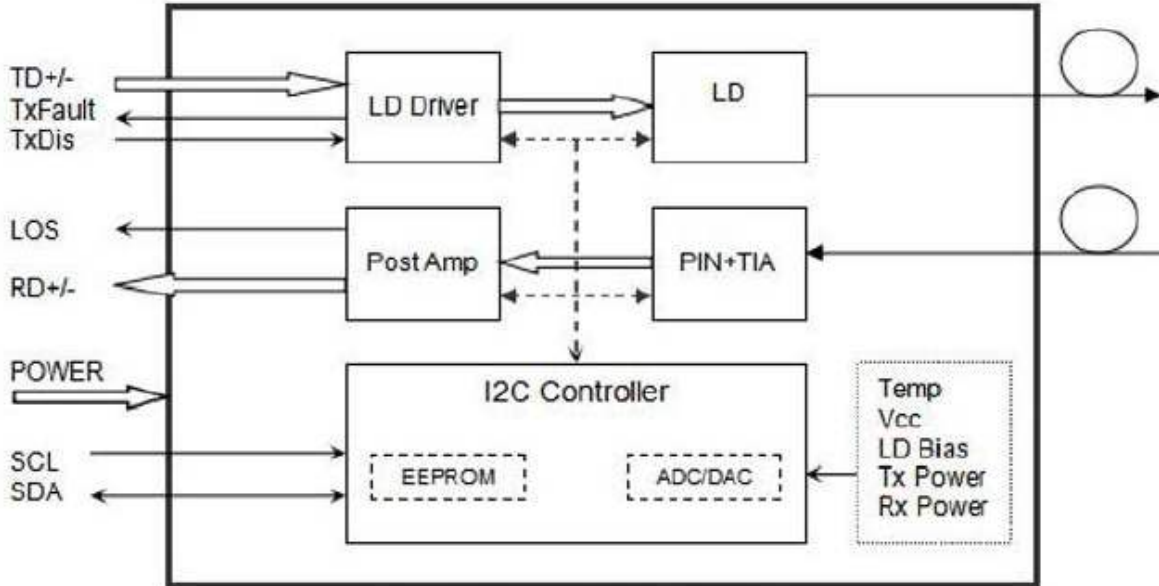 TD+/-
TxFault
TxDis
LD Driver
LD
LOS
RD+/-
Post Amp
PIN+TIA
POWER
SCL
SDA
I2C Controller
EEPROM
ADC/DAC
Temp
Vcc
LD Bias
Tx Power
Rx Power